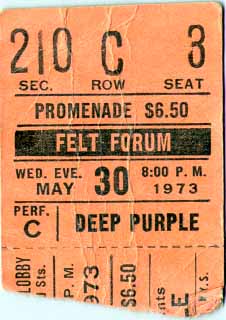 210 C 3
SEC. ROW SEAT
PROMENADE $6.50
FELT FORUM
WED. EVE. 8:00 P. M.
MAY 30 1973
PERF.
C DEEP PURPLE
LOBBY
Sts.
1973
$6.50